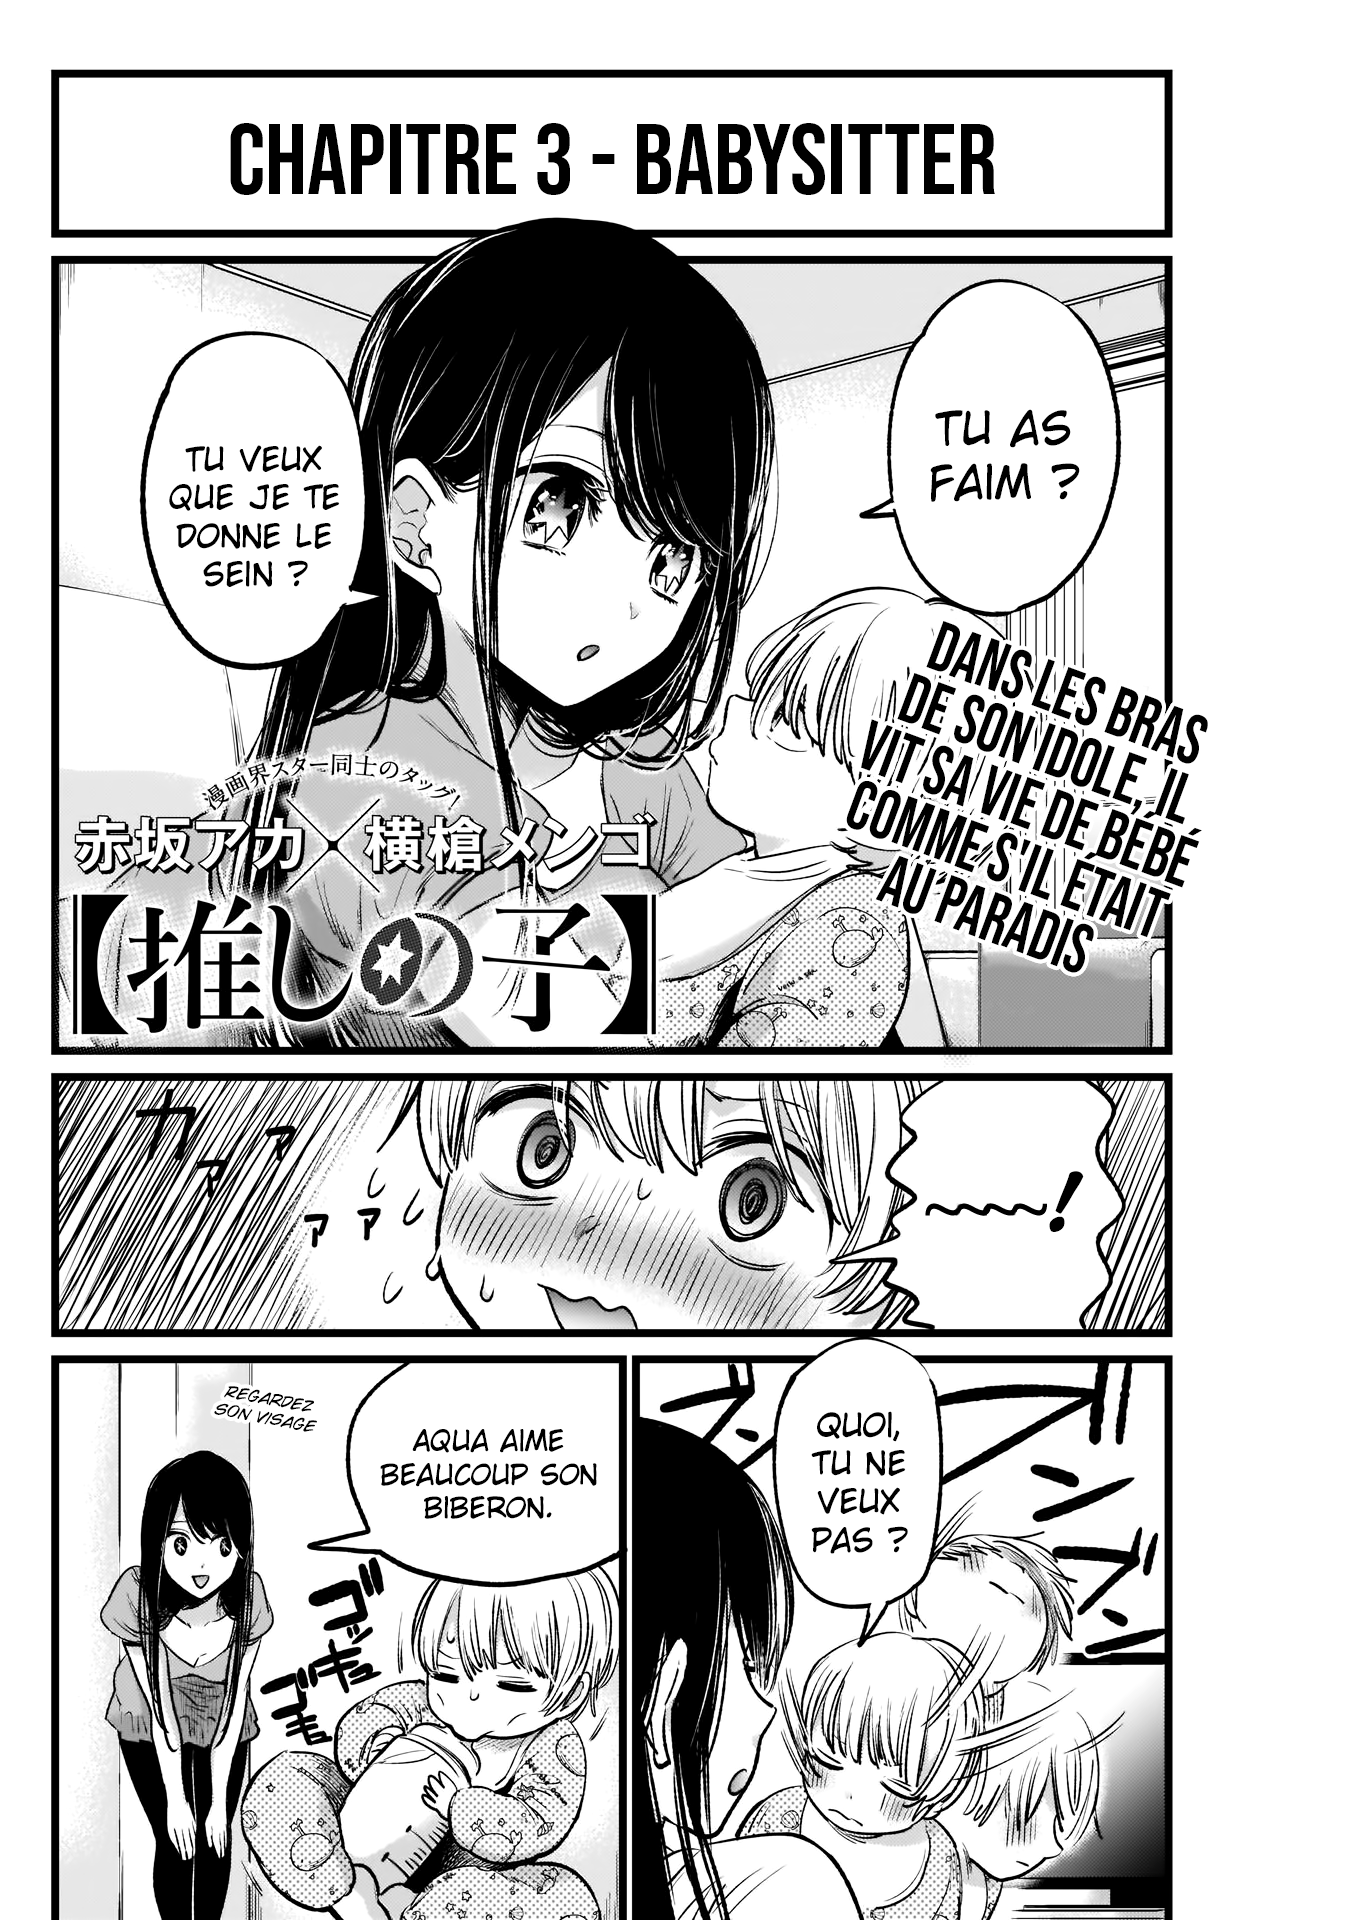 CHAPITRE 3 - BABYSITTER
TU AS
FAIM ?
TU VEUX
QUE JE TE
DONNE LE
SEIN ?
DANS LES BRAS
DE SON IDOLE, IL
VIT SA VIE DE BÉBÉ
COMME S'IL ÉTAIT
AU PARADIS
漫画界スター同士のタッグ!
赤坂アカ×横槍メンゴ
【推しの子】
~~~~!
カァァァァ
QUOI,
TU NE
VEUX
PAS ?
ブンブン
AQUA AIME
BEAUCOUP SON
BIBERON.
REGARDEZ
SON VISAGE
ゴッキュ
ゴキュ